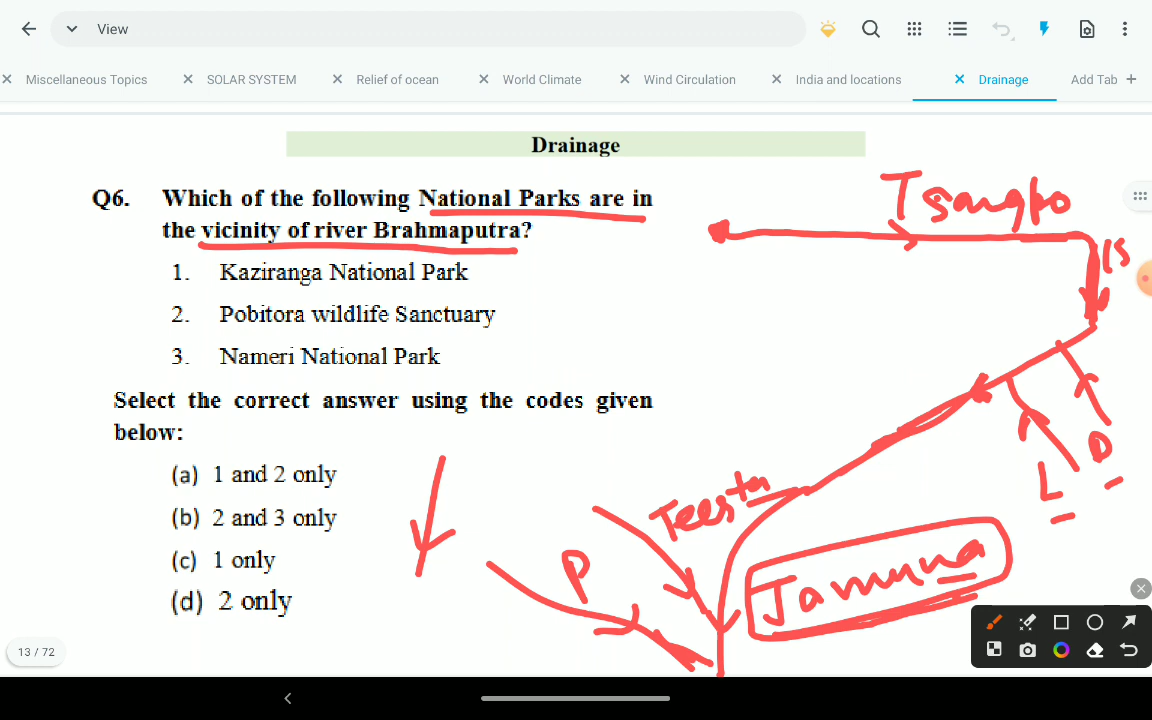 View
Miscellaneous Topics
SOLAR SYSTEM
Relief of ocean
World Climate
Wind Circulation
India and locations
Drainage
Add Tab +
Drainage
Q6. Which of the following National Parks are in
the vicinity of river Brahmaputra?
1. Kaziranga National Park
2. Pobitora wildlife Sanctuary
3. Nameri National Park
Select the correct answer using the codes given
below:
(a) 1 and 2 only
(b) 2 and 3 only
(c) 1 only
(d) 2 only
Tsangpo
D
L
Teesta
P
Jamuna
13 / 72